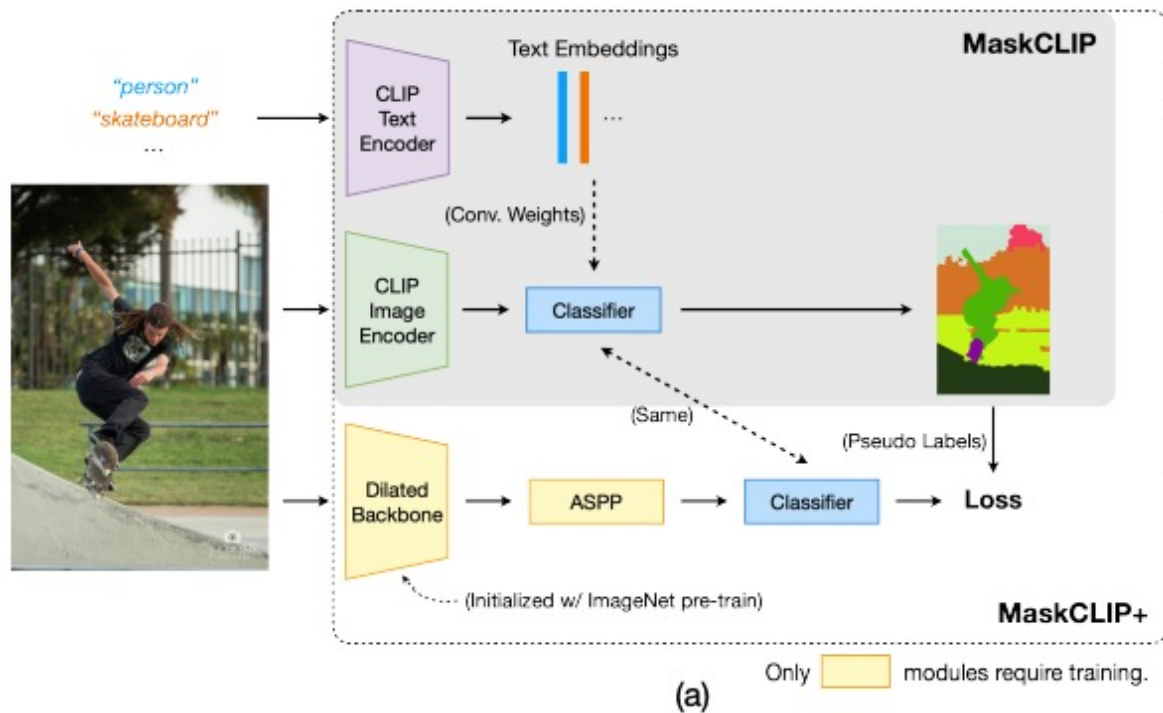 MaskCLIP
Text Embeddings
“person”
“skateboard”
...
CLIP
Text
Encoder
...
(Conv. Weights)
CLIP
Image
Encoder
Classifier
(Same)
(Pseudo Labels)
Dilated
Backbone
ASPP
Classifier
Loss
(Initialized w/ ImageNet pre-train)
MaskCLIP+
Only modules require training.
(a)